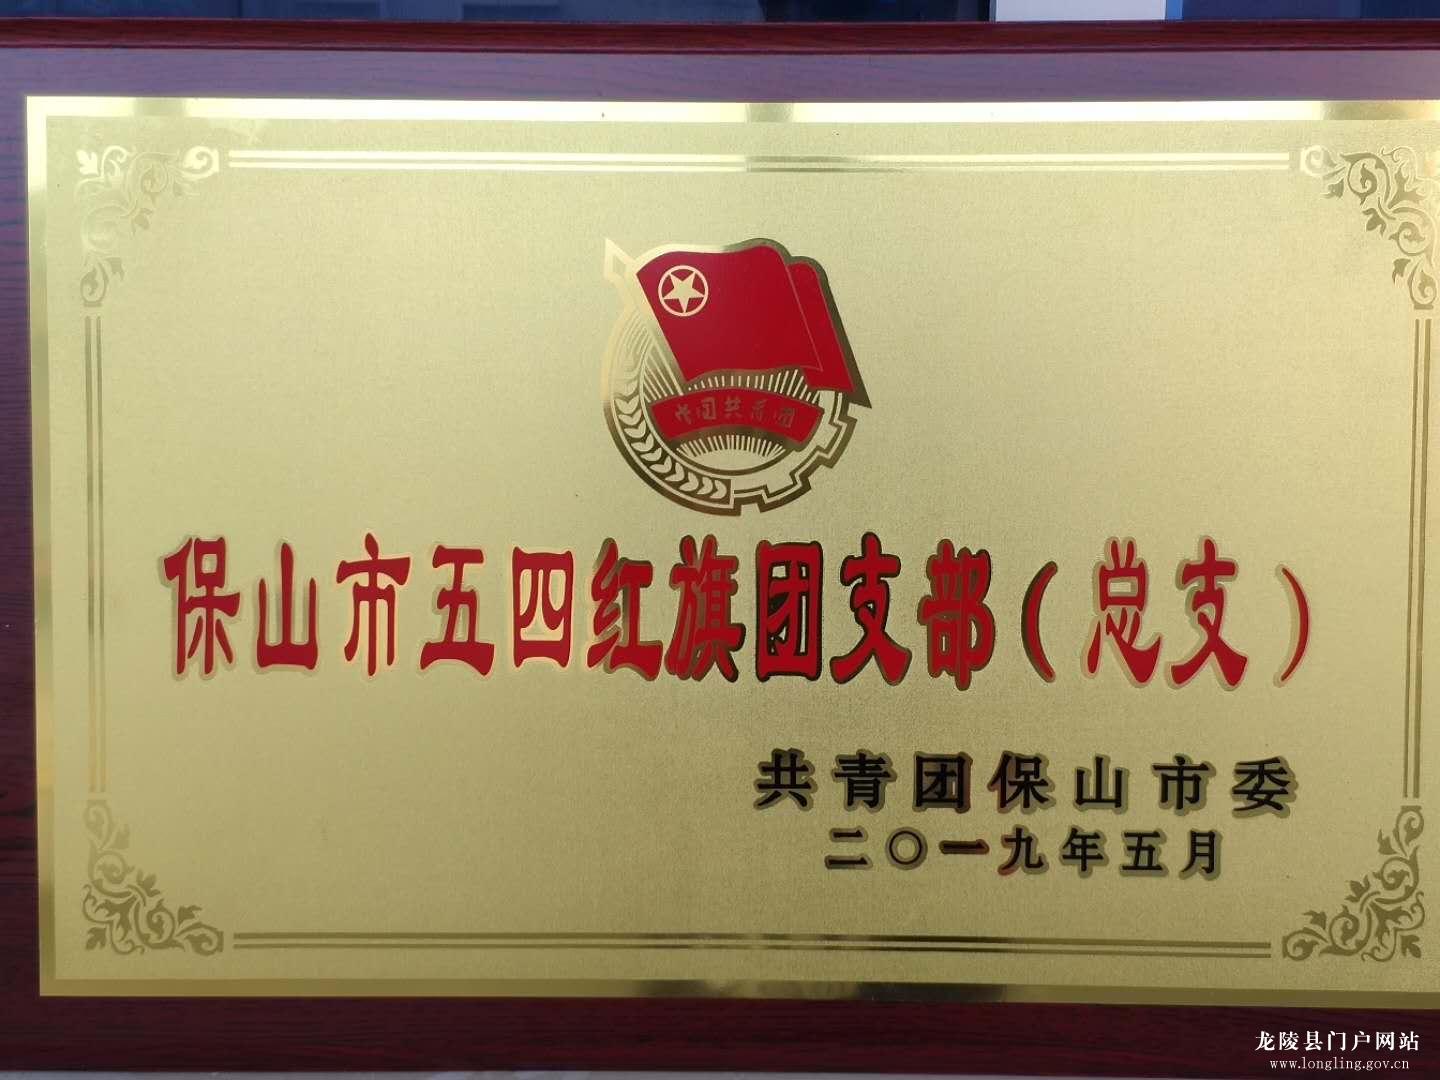 中国共青团
保山市五四红旗团支部（总支）
共青团保山市委
二〇一九年五月
龙陵县门户网站
www.longling.gov.cn